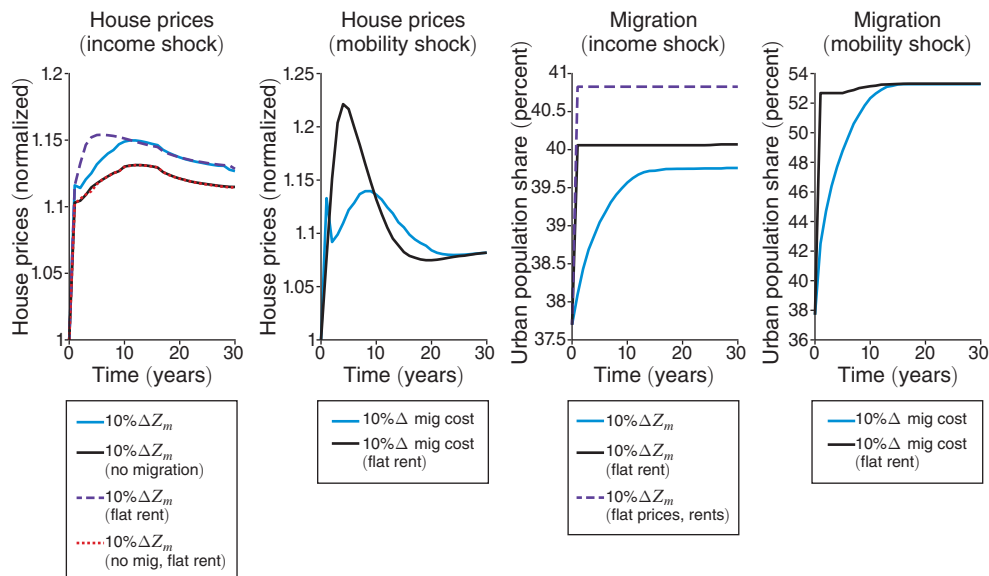 House prices
(income shock)
House prices (normalized)
1.2
1.15
1.1
1.05
1
0
10
20
30
Time (years)
10%ΔZm
10%ΔZm
(no migration)
10%ΔZm
(flat rent)
10%ΔZm
(no mig, flat rent)
House prices
(mobility shock)
House prices (normalized)
1.25
1.2
1.15
1.1
1.05
1
0
10
20
30
Time (years)
10%Δ mig cost
10%Δ mig cost
(flat rent)
Migration
(income shock)
Urban population share (percent)
41
40.5
40
39.5
39
38.5
38
37.5
0
10
20
30
Time (years)
10%ΔZm
10%ΔZm
(flat rent)
10%ΔZm
(flat prices, rents)
Migration
(mobility shock)
Urban population share (percent)
54
52
50
48
46
44
42
40
38
36
0
10
20
30
Time (years)
10%Δ mig cost
10%Δ mig cost
(flat rent)